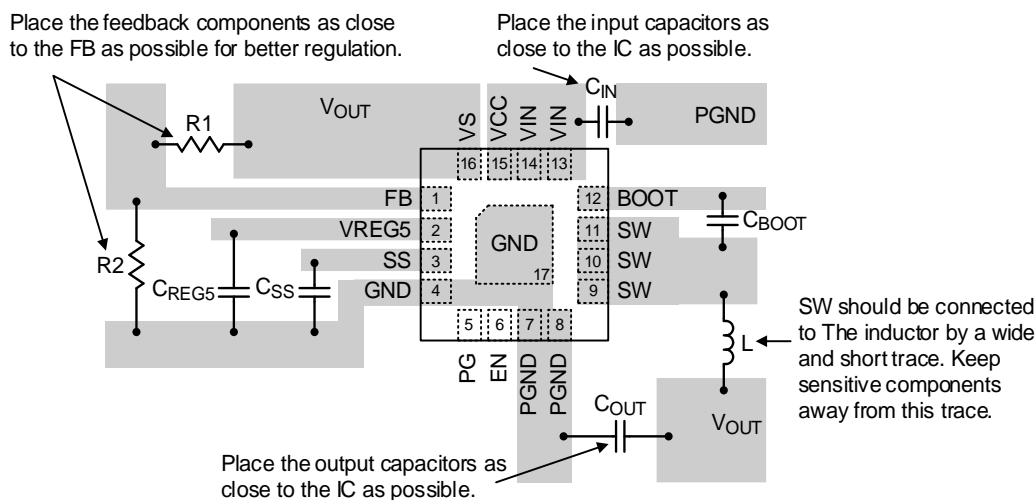 Place the feedback components as close
to the FB as possible for better regulation.
Place the input capacitors as
close to the IC as possible.
CIN
R1
VOUT
VS
VCC
VIN
VIN
PGND
16
15
14
13
FB
1
12
BOOT
VREG5
2
11
SW
CBOOT
GND
SS
3
10
SW
R2
17
CREG5
CSS
GND
4
9
SW
5
6
7
8
PG
EN
PGND
PGND
L
SW should be connected
to The inductor by a wide
and short trace. Keep
sensitive components
away from this trace.
COUT
VOUT
Place the output capacitors as
close to the IC as possible.